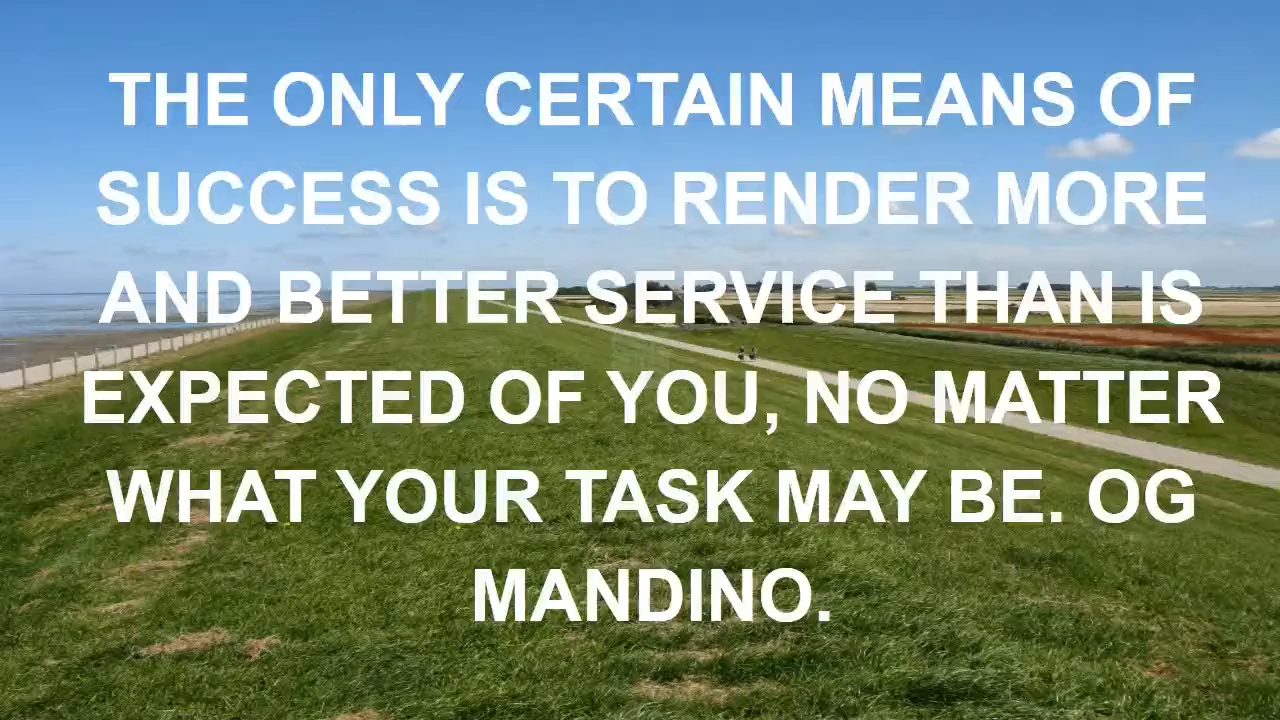 THE ONLY CERTAIN MEANS OF
SUCCESS IS TO RENDER MORE
AND BETTER SERVICE THAN IS
EXPECTED OF YOU, NO MATTER
WHAT YOUR TASK MAY BE. OG
MANDINO.